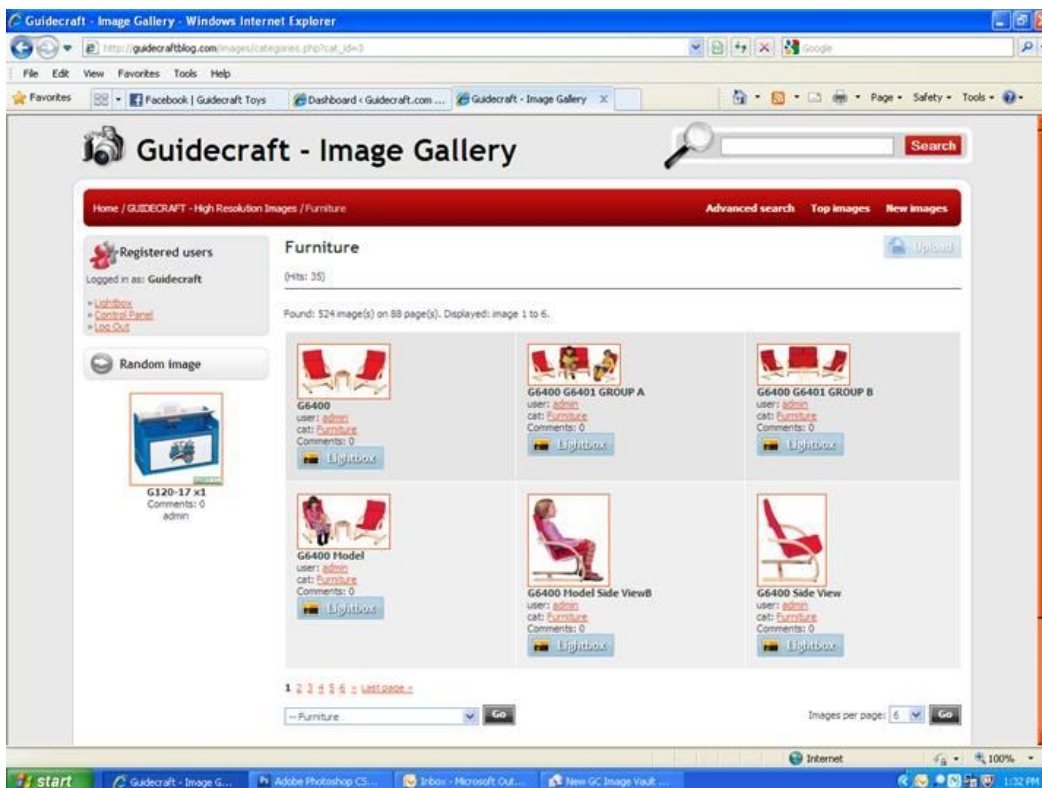 Guidecraft - Image Gallery - Windows Internet Explorer
http://guidecraftblog.com/images/categories.php?cat_id=3
Google
File Edit View Favorites Tools Help
Favorites
Facebook | Guidecraft Toys
Dashboard ‹ Guidecraft.com ...
Guidecraft - Image Gallery
Page
Safety
Tools
Guidecraft - Image Gallery
Search
Home / GUIDECRAFT - High Resolution Images / Furniture
Advanced search Top images New images
Registered users
Logged in as: Guidecraft
» Lightbox
» Control Panel
» Log Out
Random image
G120-17 x1
Comments: 0
admin
Furniture
Upload
(Hits: 35)
Found: 524 image(s) on 88 page(s). Displayed: image 1 to 6.
G6400
user: admin
cat: Furniture
Comments: 0
Lightbox
G6400 G6401 GROUP A
user: admin
cat: Furniture
Comments: 0
Lightbox
G6400 G6401 GROUP B
user: admin
cat: Furniture
Comments: 0
Lightbox
G6400 Model
user: admin
cat: Furniture
Comments: 0
Lightbox
G6400 Model Side ViewB
user: admin
cat: Furniture
Comments: 0
Lightbox
G6400 Side View
user: admin
cat: Furniture
Comments: 0
Lightbox
1 2 3 4 5 6 » Last page »
-- Furniture
Go
Images per page: 6 Go
Internet
100%
start
Guidecraft - Image G...
Adobe Photoshop CS...
Inbox - Microsoft Out...
New GC Image Vault ...
1:32 PM